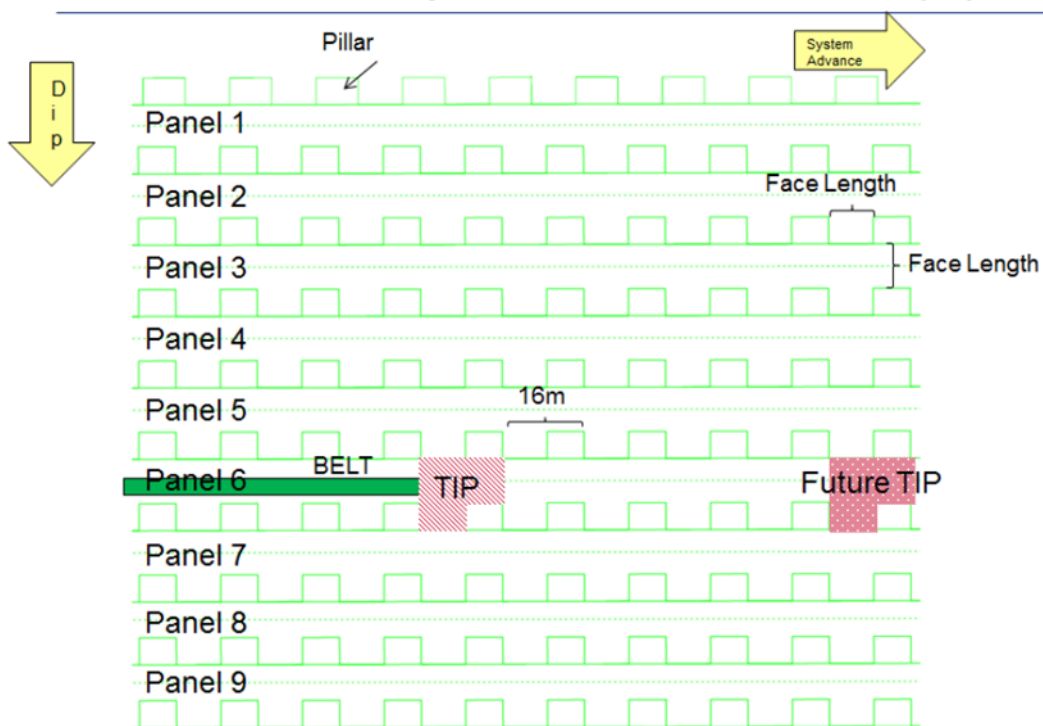 Pillar
System
Advance
D
i
p
Panel 1
Panel 2
Face Length
Panel 3
Face Length
Panel 4
16m
Panel 5
BELT
Panel 6
TIP
Future TIP
Panel 7
Panel 8
Panel 9